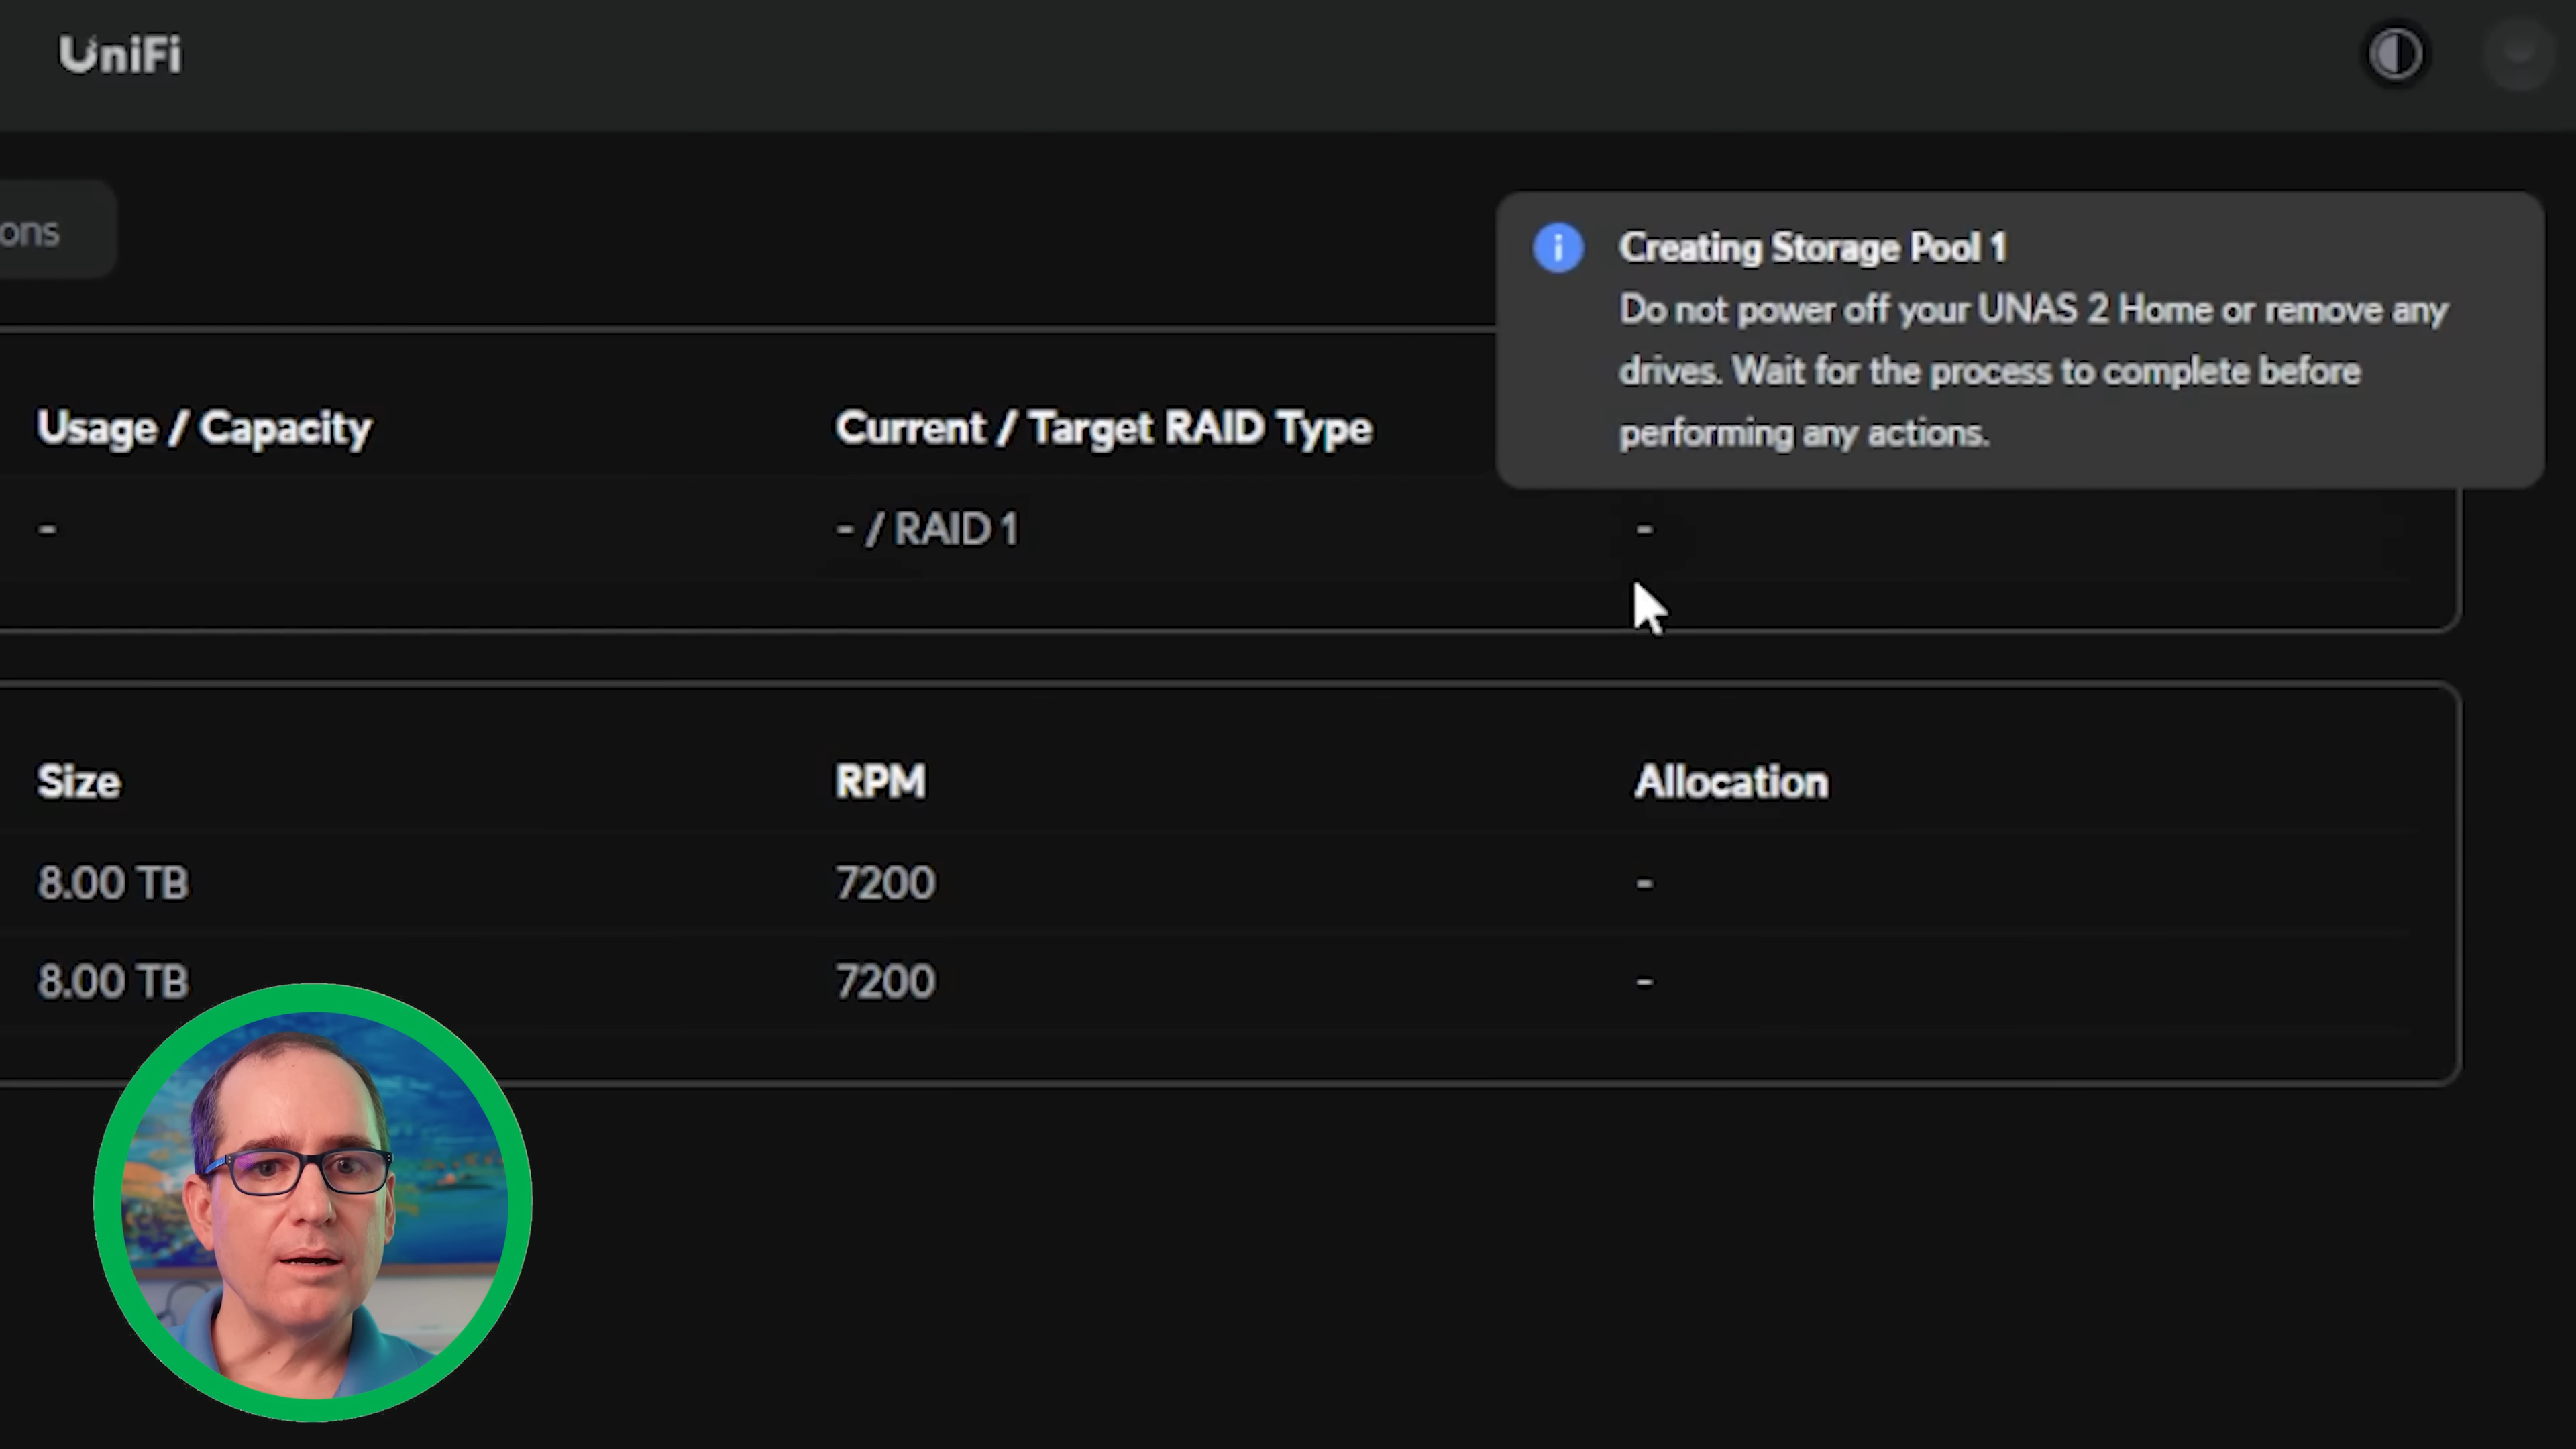 UniFi
ons
Creating Storage Pool 1
Do not power off your UNAS 2 Home or remove any
drives. Wait for the process to complete before
performing any actions.
Usage / Capacity
Current / Target RAID Type
-
- / RAID 1
-
Size
RPM
Allocation
8.00 TB
7200
-
8.00 TB
7200
-